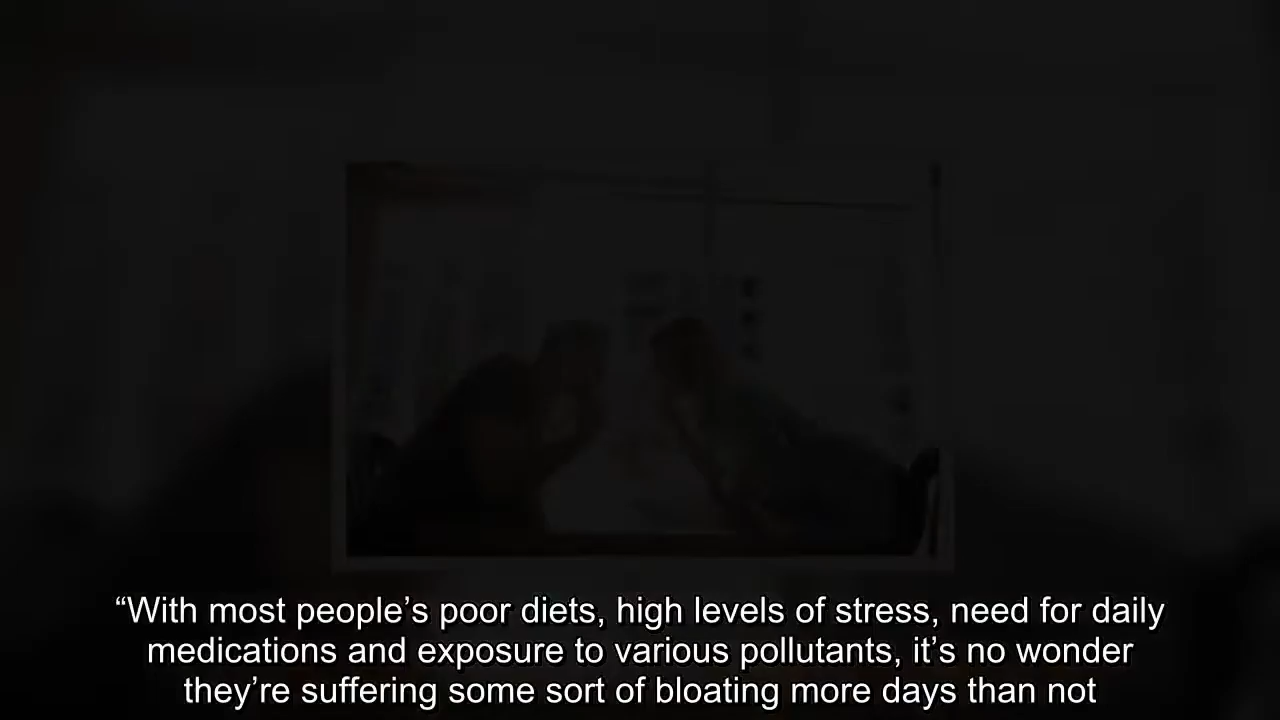 “With most people’s poor diets, high levels of stress, need for daily
medications and exposure to various pollutants, it’s no wonder
they’re suffering some sort of bloating more days than not